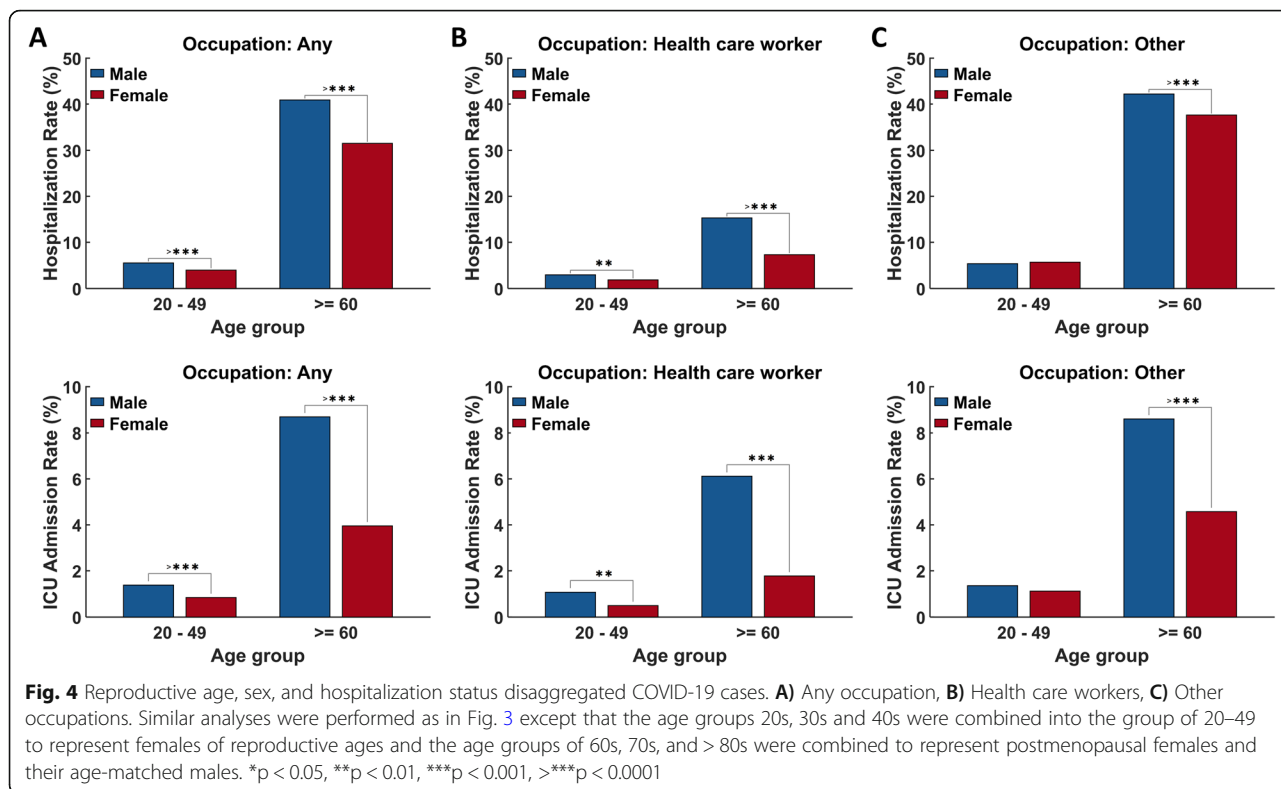 A
Occupation: Any
50
40
30
20
10
0
Hospitalization Rate (%)
Male
Female
>***
>***
20 - 49
>= 60
Age group
B
Occupation: Health care worker
50
40
30
20
10
0
Hospitalization Rate (%)
Male
Female
**
>***
20 - 49
>= 60
Age group
C
Occupation: Other
50
40
30
20
10
0
Hospitalization Rate (%)
Male
Female
>***
20 - 49
>= 60
Age group
Occupation: Any
10
8
6
4
2
0
ICU Admission Rate (%)
Male
Female
>***
>***
20 - 49
>= 60
Age group
Occupation: Health care worker
10
8
6
4
2
0
ICU Admission Rate (%)
Male
Female
**
***
20 - 49
>= 60
Age group
Occupation: Other
10
8
6
4
2
0
ICU Admission Rate (%)
Male
Female
>***
20 - 49
>= 60
Age group
Fig. 4 Reproductive age, sex, and hospitalization status disaggregated COVID-19 cases. A) Any occupation, B) Health care workers, C) Other
occupations. Similar analyses were performed as in Fig. 3 except that the age groups 20s, 30s and 40s were combined into the group of 20–49
to represent females of reproductive ages and the age groups of 60s, 70s, and > 80s were combined to represent postmenopausal females and
their age-matched males. *p < 0.05, **p < 0.01, ***p < 0.001, >***p < 0.0001